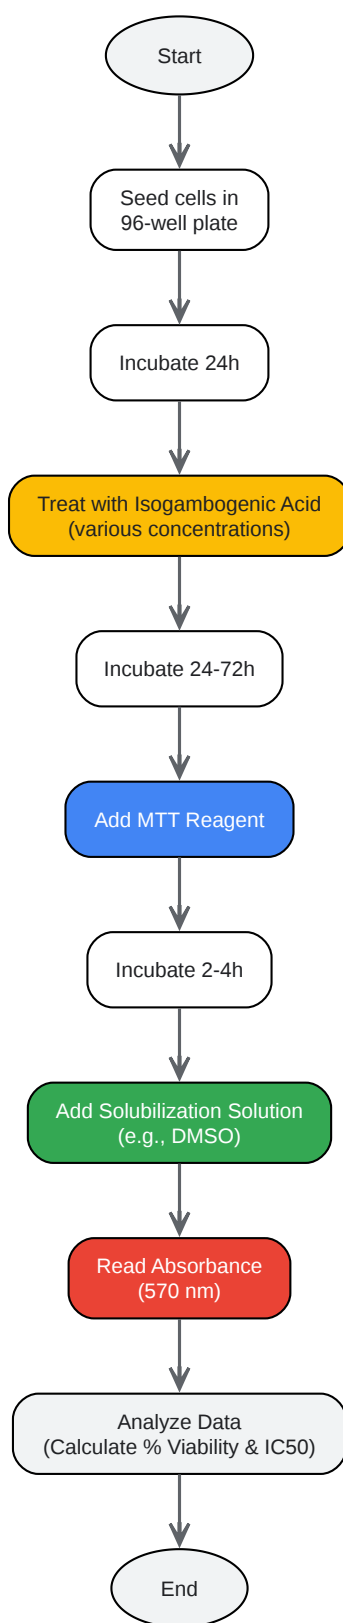 Start
Seed cells in
96-well plate
Incubate 24h
Treat with Isogambogenic Acid
(various concentrations)
Incubate 24-72h
Add MTT Reagent
Incubate 2-4h
Add Solubilization Solution
(e.g., DMSO)
Read Absorbance
(570 nm)
Analyze Data
(Calculate % Viability & IC50)
End